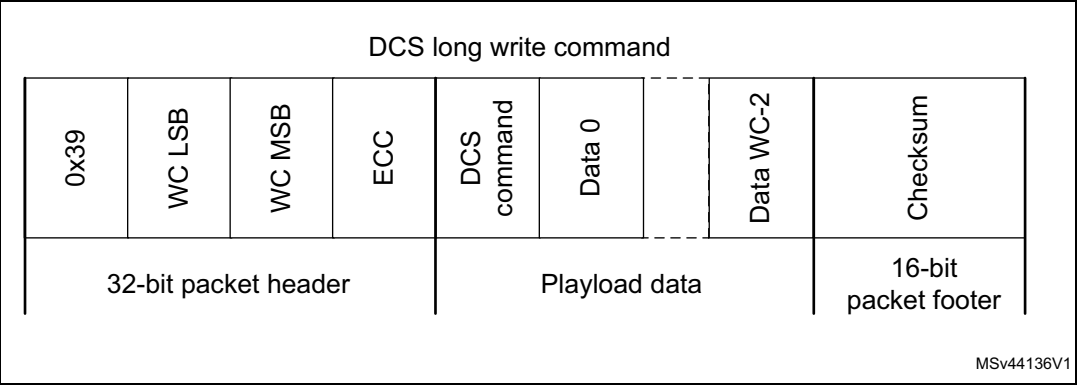 DCS long write command
0x39
WC LSB
WC MSB
ECC
DCS
command
Data 0
Data WC-2
Checksum
32-bit packet header
Playload data
16-bit
packet footer
MSv44136V1